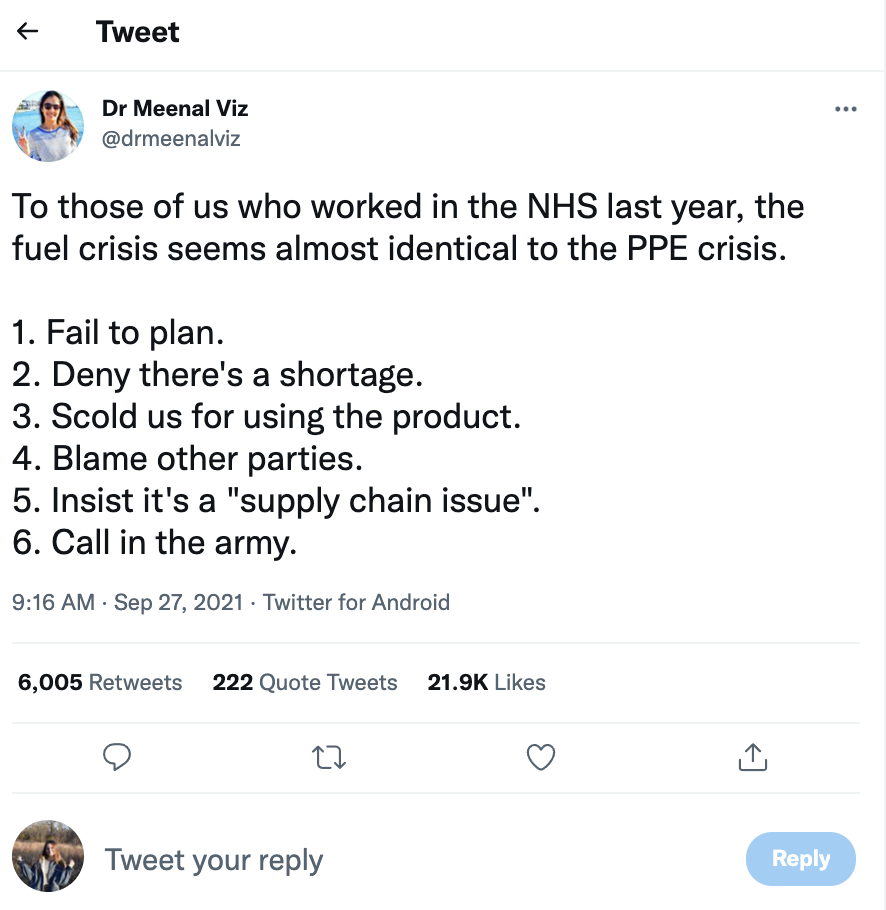 Tweet
Dr Meenal Viz
@drmeenalviz
To those of us who worked in the NHS last year, the
fuel crisis seems almost identical to the PPE crisis.
1. Fail to plan.
2. Deny there's a shortage.
3. Scold us for using the product.
4. Blame other parties.
5. Insist it's a "supply chain issue".
6. Call in the army.
9:16 AM · Sep 27, 2021 · Twitter for Android
6,005 Retweets 222 Quote Tweets 21.9K Likes
Tweet your reply Reply